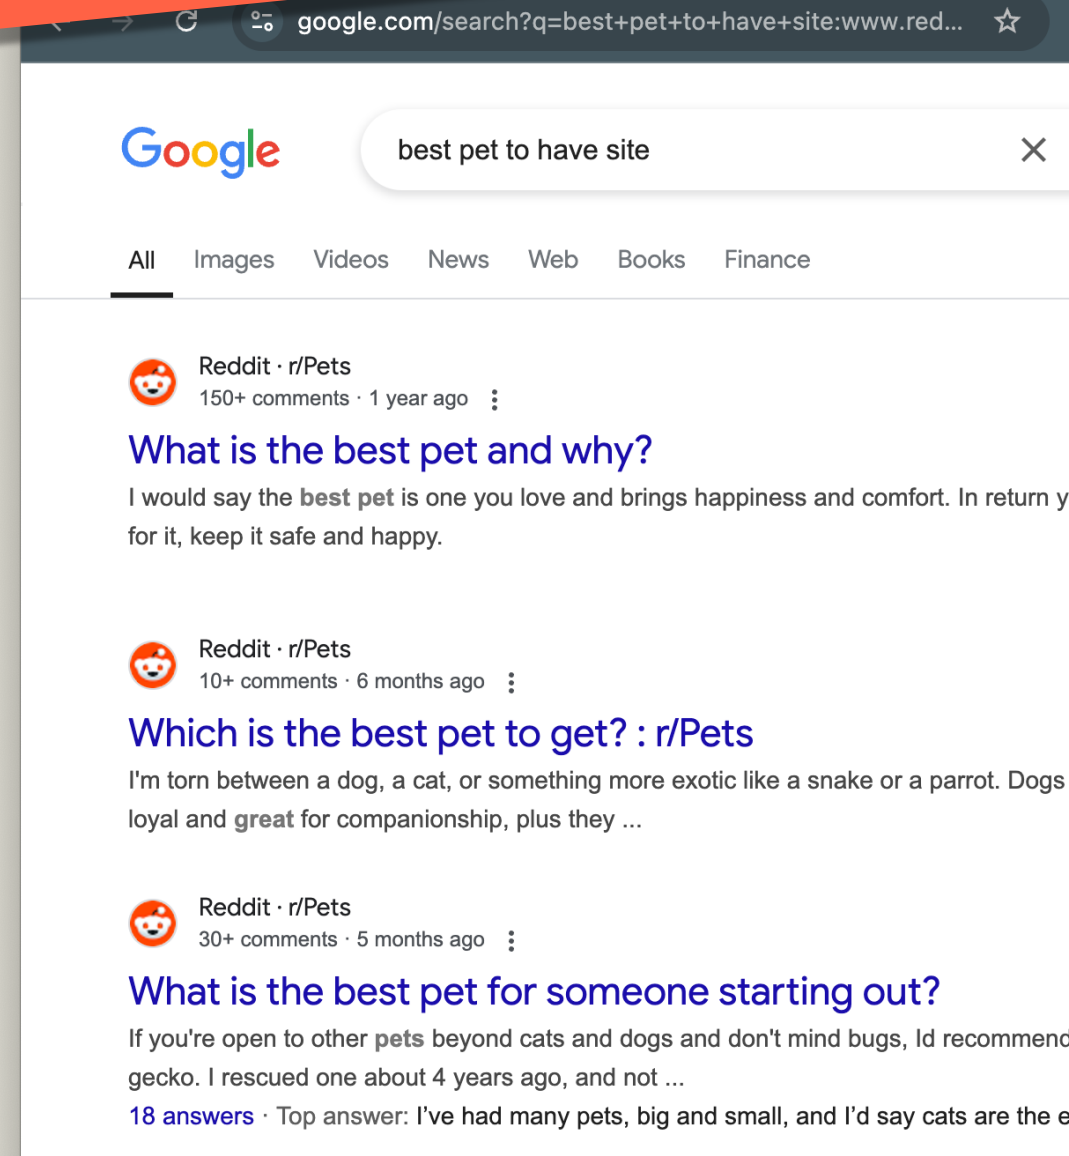 google.com/search?q=best+pet+to+have+site:www.red...
Google
best pet to have site
All Images Videos News Web Books Finance
Reddit · r/Pets
150+ comments · 1 year ago
What is the best pet and why?
I would say the best pet is one you love and brings happiness and comfort. In return y
for it, keep it safe and happy.
Reddit · r/Pets
10+ comments · 6 months ago
Which is the best pet to get? : r/Pets
I'm torn between a dog, a cat, or something more exotic like a snake or a parrot. Dogs
loyal and great for companionship, plus they ...
Reddit · r/Pets
30+ comments · 5 months ago
What is the best pet for someone starting out?
If you're open to other pets beyond cats and dogs and don't mind bugs, Id recommend
gecko. I rescued one about 4 years ago, and not ...
18 answers · Top answer: I've had many pets, big and small, and I'd say cats are the e